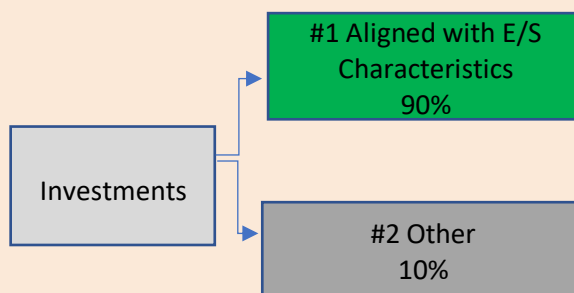 #1 Aligned with E/S
Characteristics
90%
Investments
#2 Other
10%